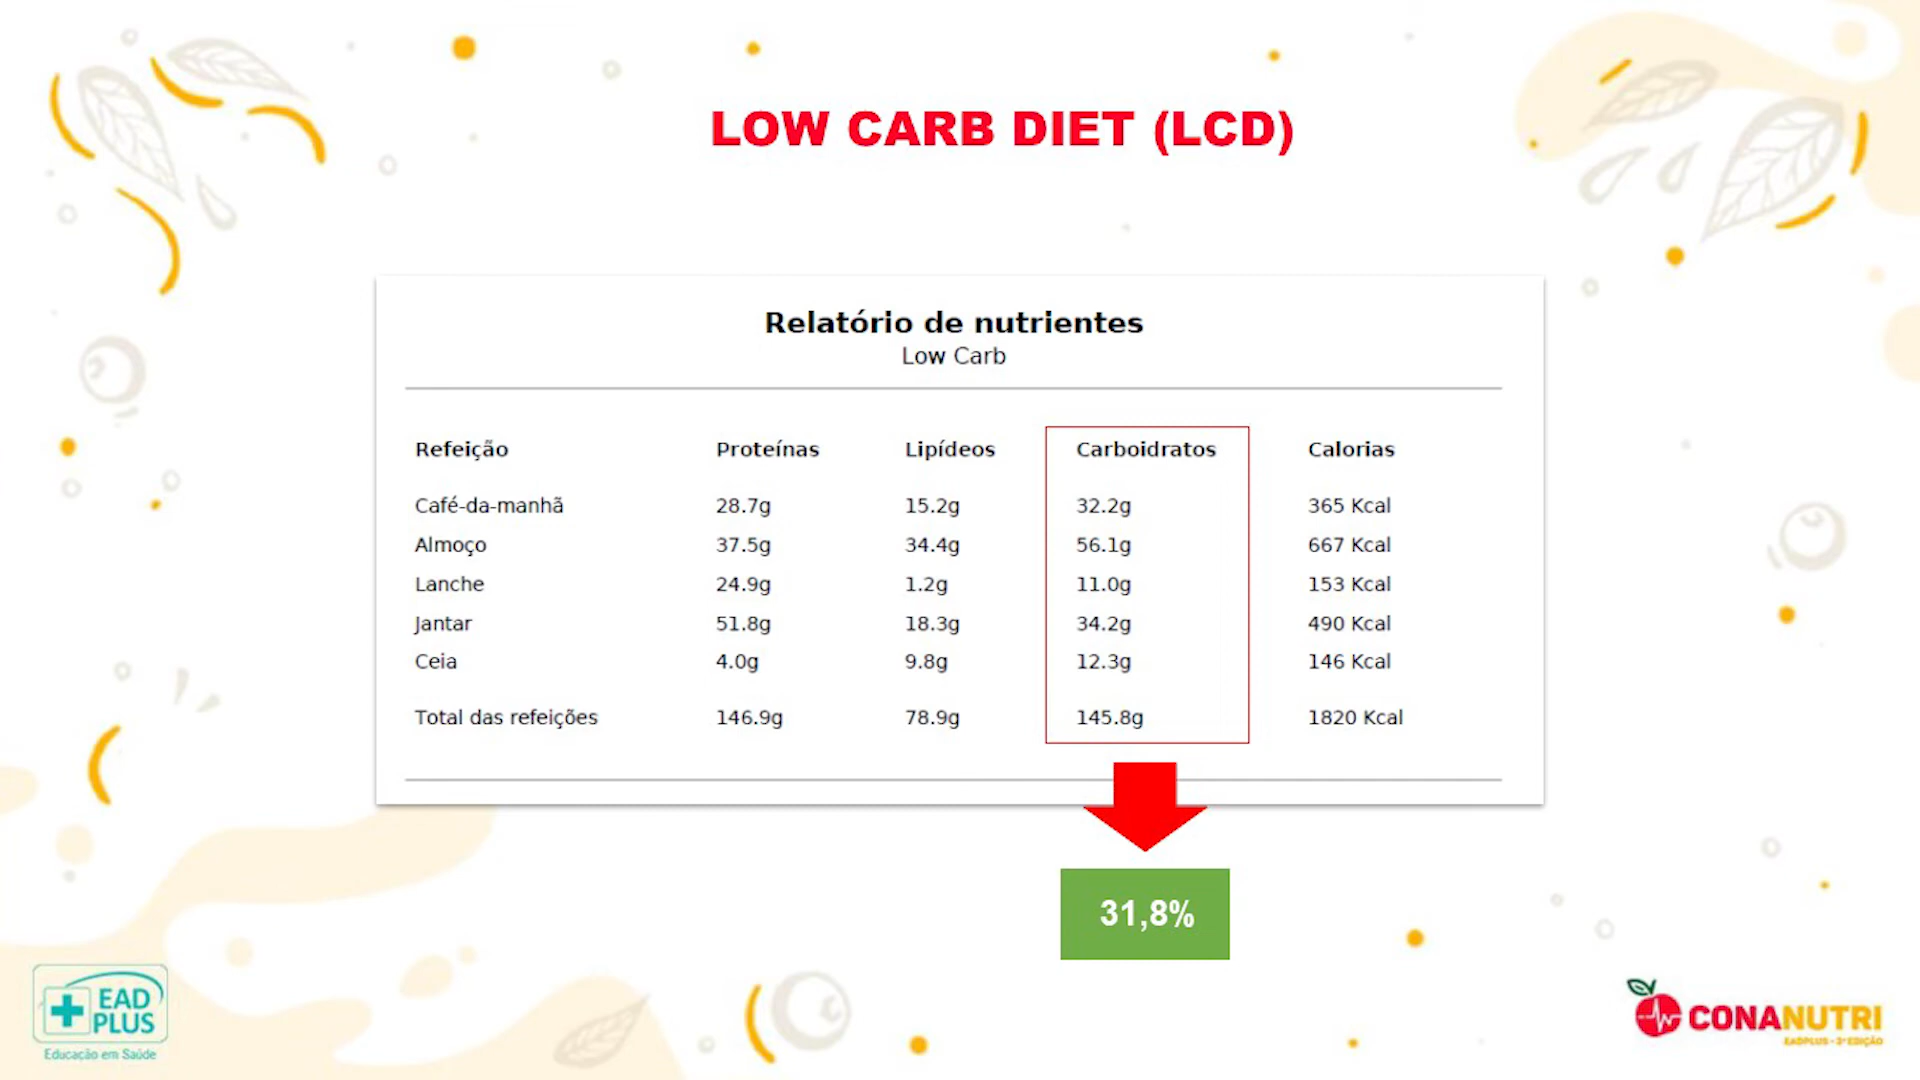 LOW CARB DIET (LCD)
Relatório de nutrientes
Low Carb
Refeição Proteínas Lipídeos Carboidratos Calorias
Café-da-manhã 28.7g 15.2g 32.2g 365 Kcal
Almoço 37.5g 34.4g 56.1g 667 Kcal
Lanche 24.9g 1.2g 11.0g 153 Kcal
Jantar 51.8g 18.3g 34.2g 490 Kcal
Ceia 4.0g 9.8g 12.3g 146 Kcal
Total das refeições 146.9g 78.9g 145.8g 1820 Kcal
31,8%
EAD
PLUS
Educação em Saúde
CONANUTRI
EADPLUS - 3ª EDIÇÃO